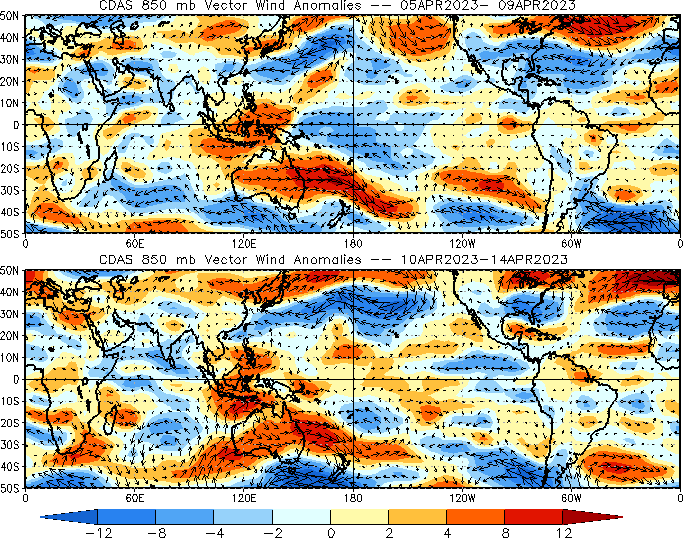 CDAS 850 mb Vector Wind Anomalies -- 05APR2023- 09APR2023
50N
40N
30N
20N
10N
0
10S
20S
30S
40S
50S
0 60E 120E 180 120W 60W 0
CDAS 850 mb Vector Wind Anomalies -- 10APR2023-14APR2023
50N
40N
30N
20N
10N
0
10S
20S
30S
40S
50S
0 60E 120E 180 120W 60W 0
-12 -8 -4 -2 0 2 4 8 12